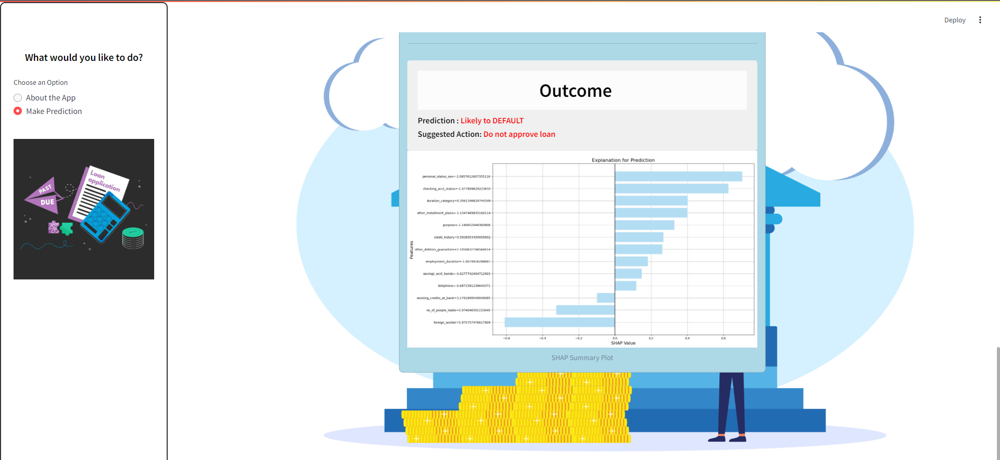 Deploy
What would you like to do?
Choose an Option
About the App
Make Prediction
PAST
DUE
Loan
application
Outcome
Prediction : Likely to DEFAULT
Suggested Action: Do not approve loan
Explanation for Prediction
personal_status_sex=-2.0857612607355116
checking_acct_status=-1.077809629223633
duration_category=0.3561346629744349
other_installment_plans=-2.1547489835160114
purpose=-1.140652044360808
credit_history=0.5936053450005602
other_debtors_guarantors=2.1050632196564014
employment_duration=-1.0079926288687
savings_acct_bonds=-0.6277742494712903
telephone=-0.6871581238643371
existing_credits_at_bank=3.1791899549049085
no_of_people_liable=5.974046591153045
foreign_worker=5.975757476617909
Features
−0.6 −0.4 −0.2 0.0 0.2 0.4 0.6
SHAP Value
SHAP Summary Plot